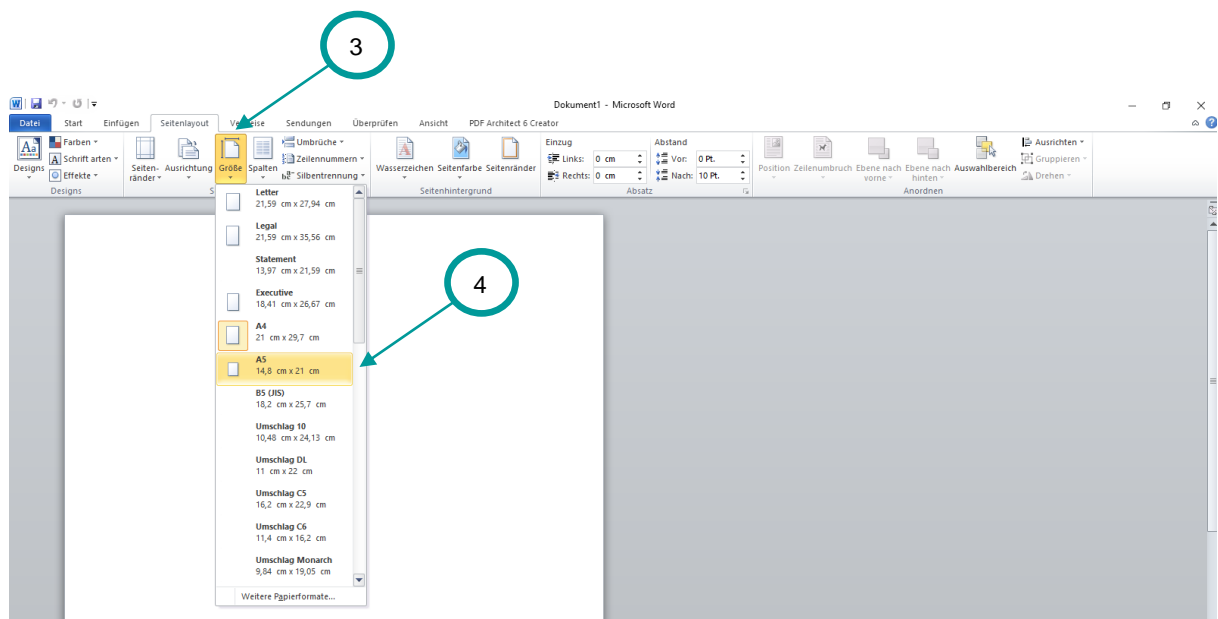 3
Dokument1 - Microsoft Word
Datei Start Einfügen Seitenlayout Verweise Sendungen Überprüfen Ansicht PDF Architect 6 Creator
Designs
Farben
Schriftarten
Effekte
Designs
Seiten-
ränder
Ausrichtung
Größe
Spalten
Umbrüche
Zeilennummern
Silbentrennung
S
Wasserzeichen Seitenfarbe Seitenränder
Seitenhintergrund
Einzug
Links: 0 cm
Rechts: 0 cm
Abstand
Vor: 0 Pt.
Nach: 10 Pt.
Absatz
Position
Zeilenumbruch
Ebene nach
vorne
Ebene nach
hinten
Auswahlbereich
Ausrichten
Gruppieren
Drehen
Anordnen
Letter
21,59 cm x 27,94 cm
Legal
21,59 cm x 35,56 cm
Statement
13,97 cm x 21,59 cm
Executive
18,41 cm x 26,67 cm
A4
21 cm x 29,7 cm
A5
14,8 cm x 21 cm
B5 (JIS)
18,2 cm x 25,7 cm
Umschlag 10
10,48 cm x 24,13 cm
Umschlag DL
11 cm x 22 cm
Umschlag C5
16,2 cm x 22,9 cm
Umschlag C6
11,4 cm x 16,2 cm
Umschlag Monarch
9,84 cm x 19,05 cm
Weitere Papierformate...
4